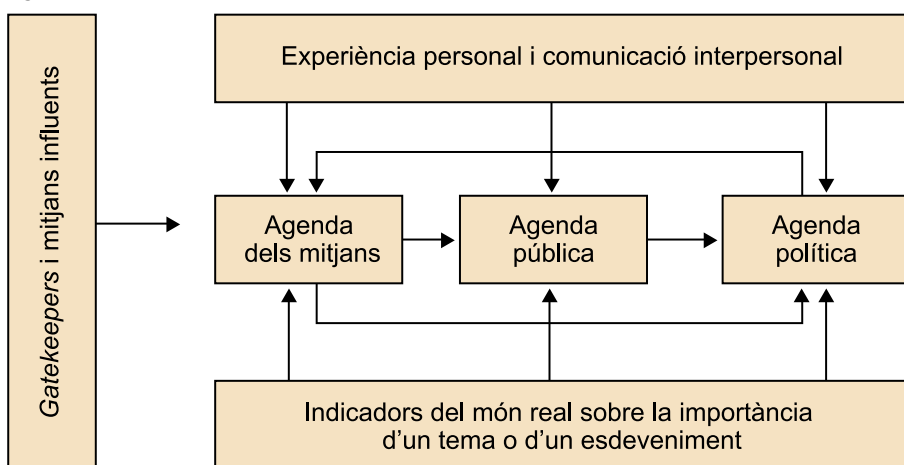 Gatekeepers i mitjans influents
Experiència personal i comunicació interpersonal
Agenda
dels mitjans
Agenda
pública
Agenda
política
Indicadors del món real sobre la importància
d’un tema o d’un esdeveniment